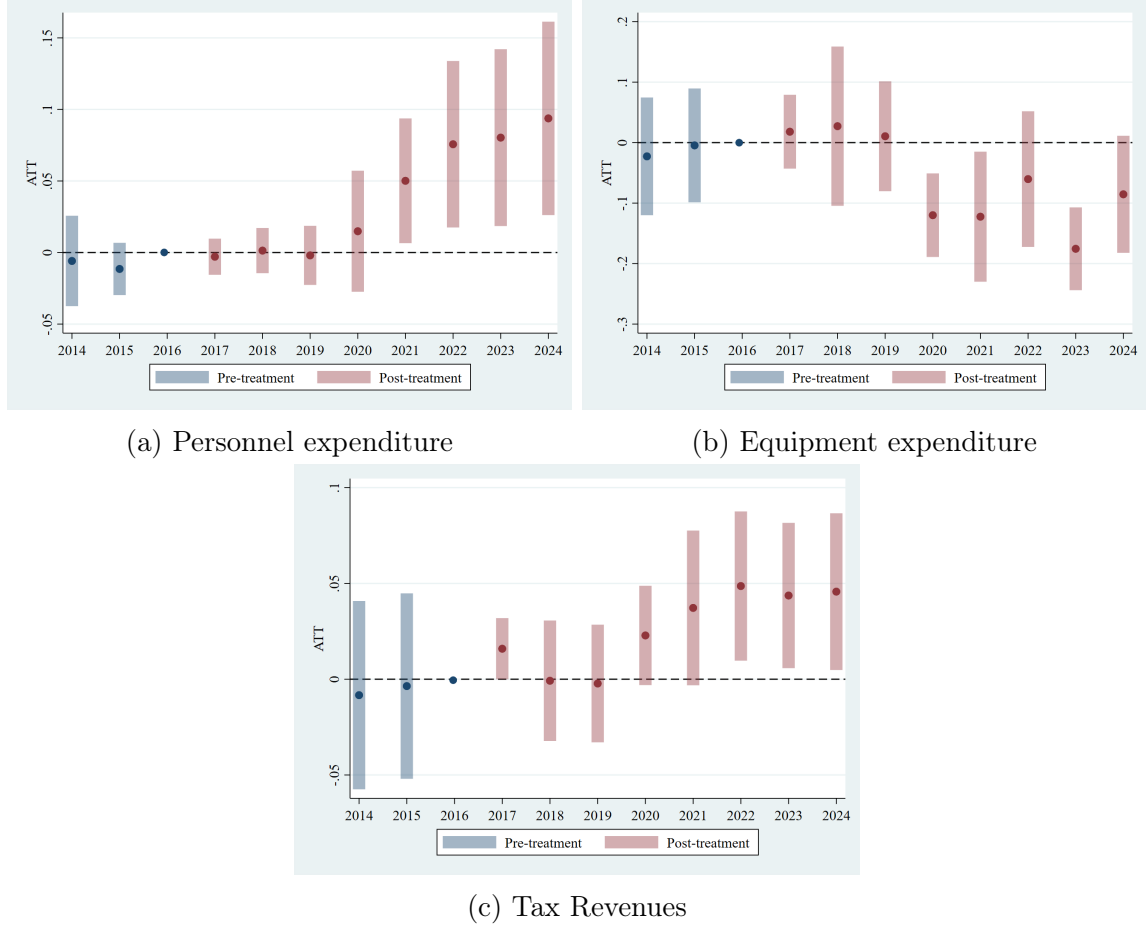 .15
.1
.05
0
-.05
ATT
2014 2015 2016 2017 2018 2019 2020 2021 2022 2023 2024
Pre-treatment Post-treatment
(a) Personnel expenditure
.2
.1
0
-.1
-.2
-.3
ATT
2014 2015 2016 2017 2018 2019 2020 2021 2022 2023 2024
Pre-treatment Post-treatment
(b) Equipment expenditure
.1
.05
0
-.05
ATT
2014 2015 2016 2017 2018 2019 2020 2021 2022 2023 2024
Pre-treatment Post-treatment
(c) Tax Revenues